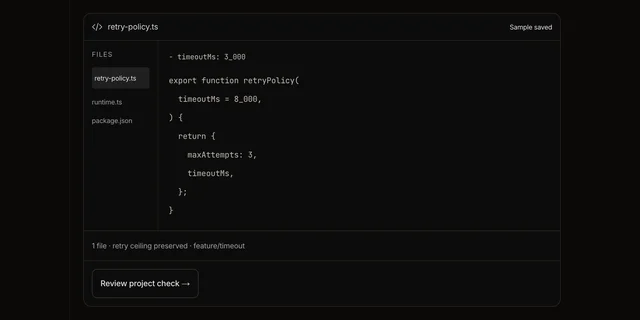 </> retry-policy.ts
Sample saved
FILES
retry-policy.ts
runtime.ts
package.json
- timeoutMs: 3_000
export function retryPolicy(
timeoutMs = 8_000,
) {
return {
maxAttempts: 3,
timeoutMs,
};
}
1 file · retry ceiling preserved · feature/timeout
Review project check →